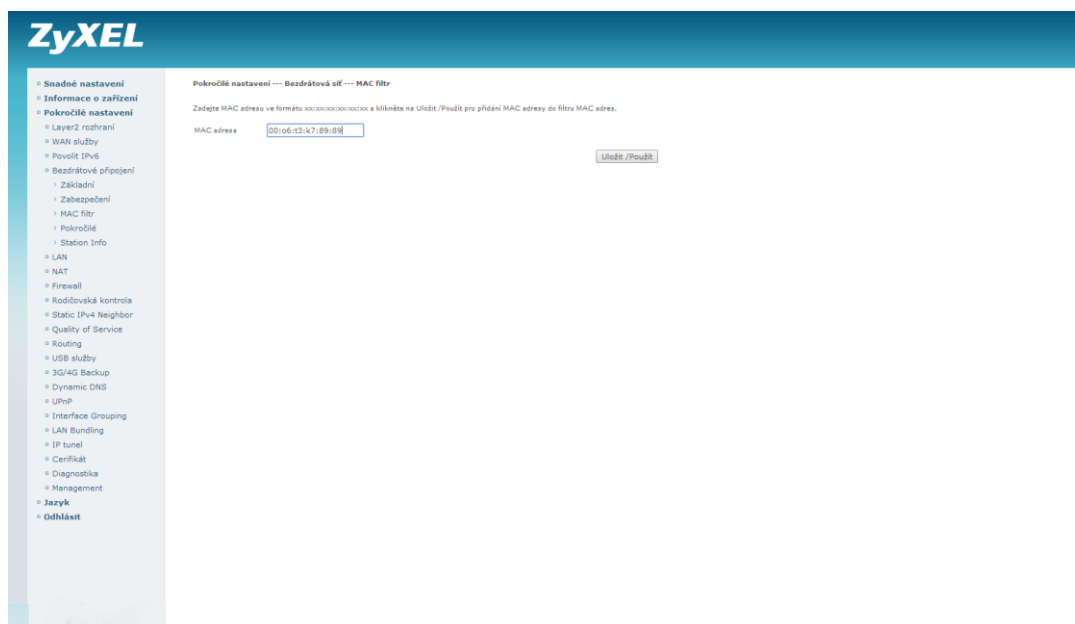 ZyXEL
Snadné nastavení
Informace o zařízení
Pokročilé nastavení
Layer2 rozhraní
WAN služby
Povolit IPv6
Bezdrátové připojení
Základní
Zabezpečení
MAC filtr
Pokročilé
Station Info
LAN
NAT
Firewall
Rodičovská kontrola
Static IPv4 Neighbor
Quality of Service
Routing
USB služby
3G/4G Backup
Dynamic DNS
UPnP
Interface Grouping
LAN Bundling
IP tunel
Cerifikát
Diagnostika
Management
Jazyk
Odhlásit
Pokročilé nastavení --- Bezdrátová síť --- MAC filtr
Zadejte MAC adresu ve formátu xx:xx:xx:xx:xx:xx a klikněte na Uložit /Použít pro přidání MAC adresy do filtru MAC adres.
MAC adresa 00:o6:t3:k7:89:89
Uložit /Použít